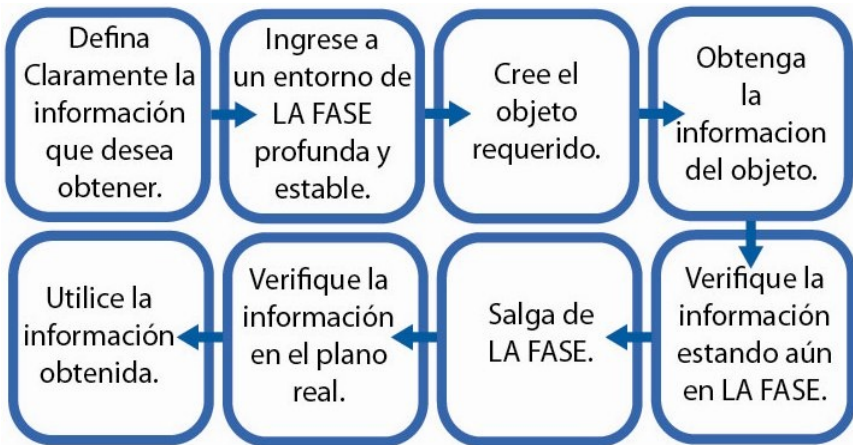 Defina
Claramente la
información
que desea
obtener.
Ingrese a
un entorno de
LA FASE
profunda y
estable.
Cree el
objeto
requerido.
Obtenga
la
informacion
del objeto.
Verifique la
información
estando aún
en LA FASE.
Salga de
LA FASE.
Verifique la
información
en el plano
real.
Utilice la
información
obtenida.